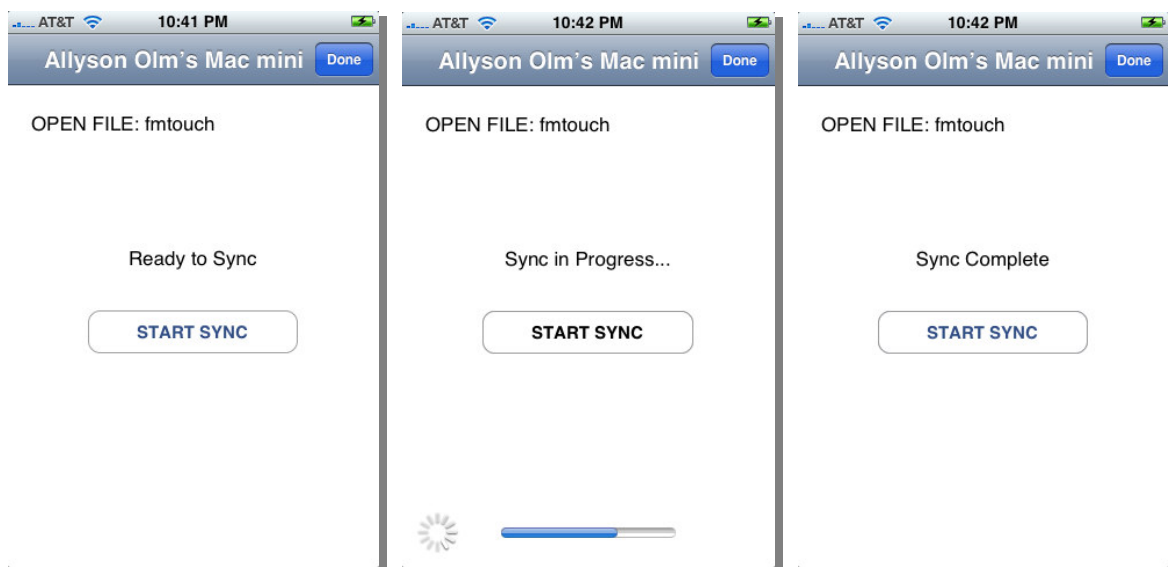 AT&T 10:41 PM
Allyson Olm's Mac mini Done
OPEN FILE: fmtouch
Ready to Sync
START SYNC
AT&T 10:42 PM
Allyson Olm's Mac mini Done
OPEN FILE: fmtouch
Sync in Progress...
START SYNC
AT&T 10:42 PM
Allyson Olm's Mac mini Done
OPEN FILE: fmtouch
Sync Complete
START SYNC